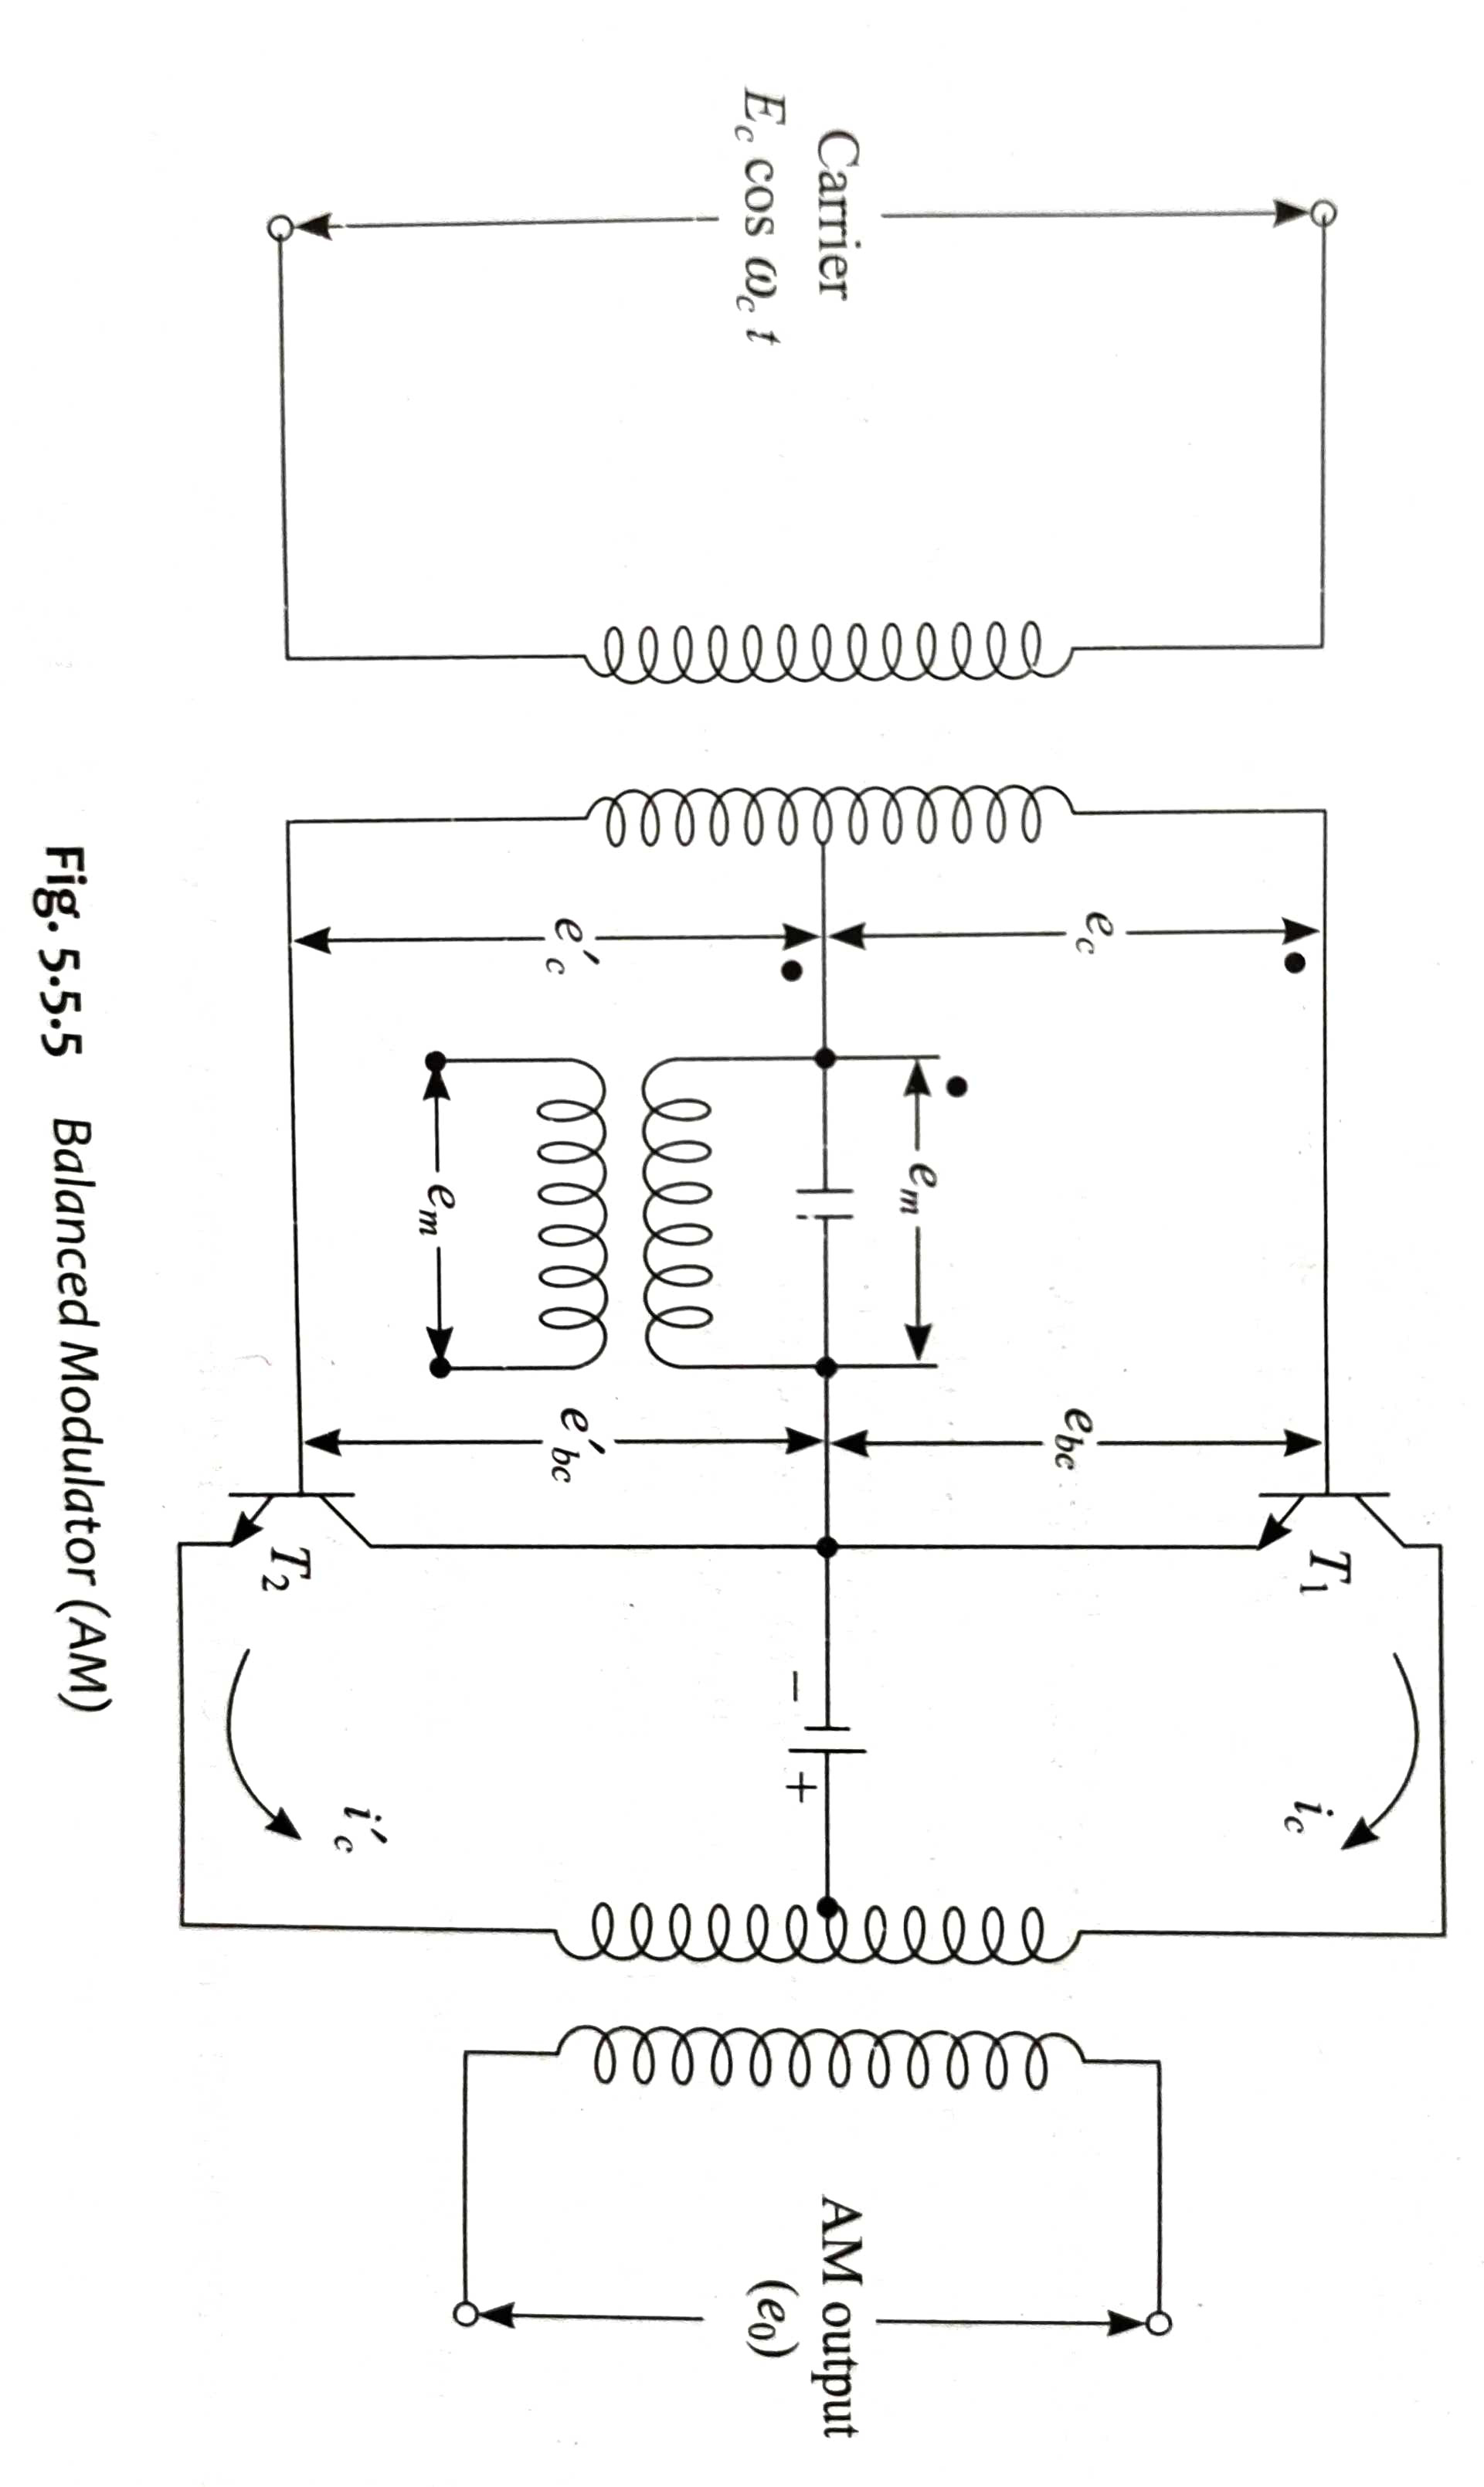 Carrier
E_c cos ω_c t
e_c
e′_c
e_m
e_m
e_bc
e′_bc
T_1
T_2
− +
i_c
i′_c
AM output
(e_0)
Fig. 5.5.5 Balanced Modulator (AM)